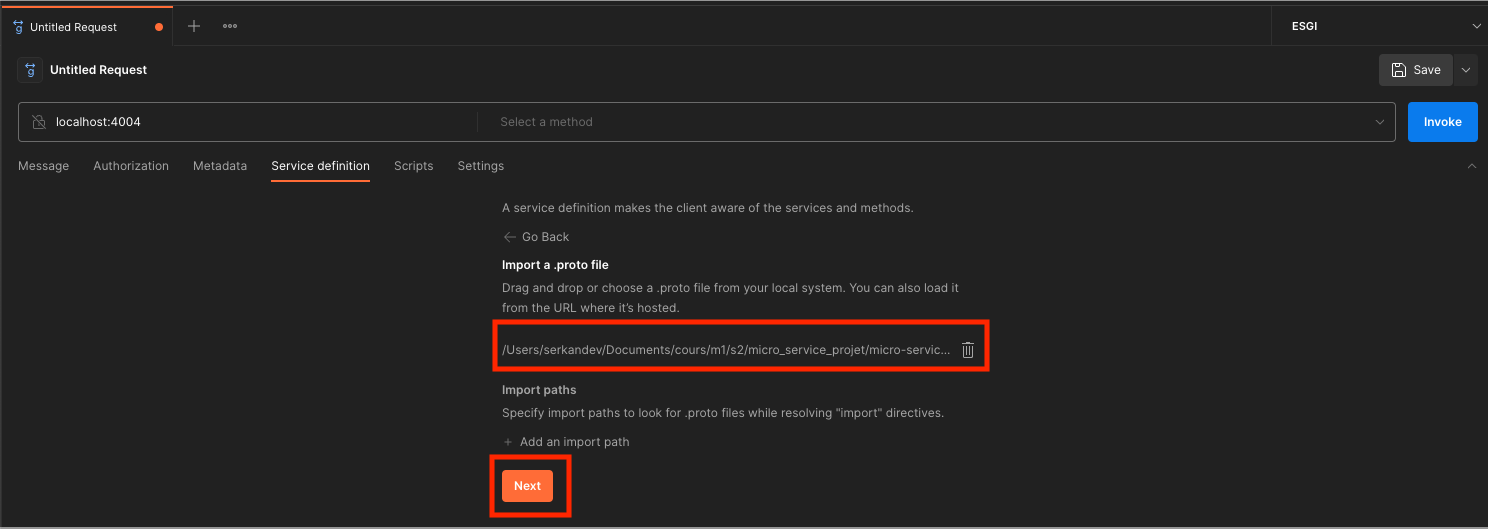 Untitled Request
ESGI
Untitled Request
Save
localhost:4004
Select a method
Invoke
Message
Authorization
Metadata
Service definition
Scripts
Settings
A service definition makes the client aware of the services and methods.
Go Back
Import a .proto file
Drag and drop or choose a .proto file from your local system. You can also load it
from the URL where it’s hosted.
/Users/serkandev/Documents/cours/m1/s2/micro_service_projet/micro-servic...
Import paths
Specify import paths to look for .proto files while resolving "import" directives.
+ Add an import path
Next